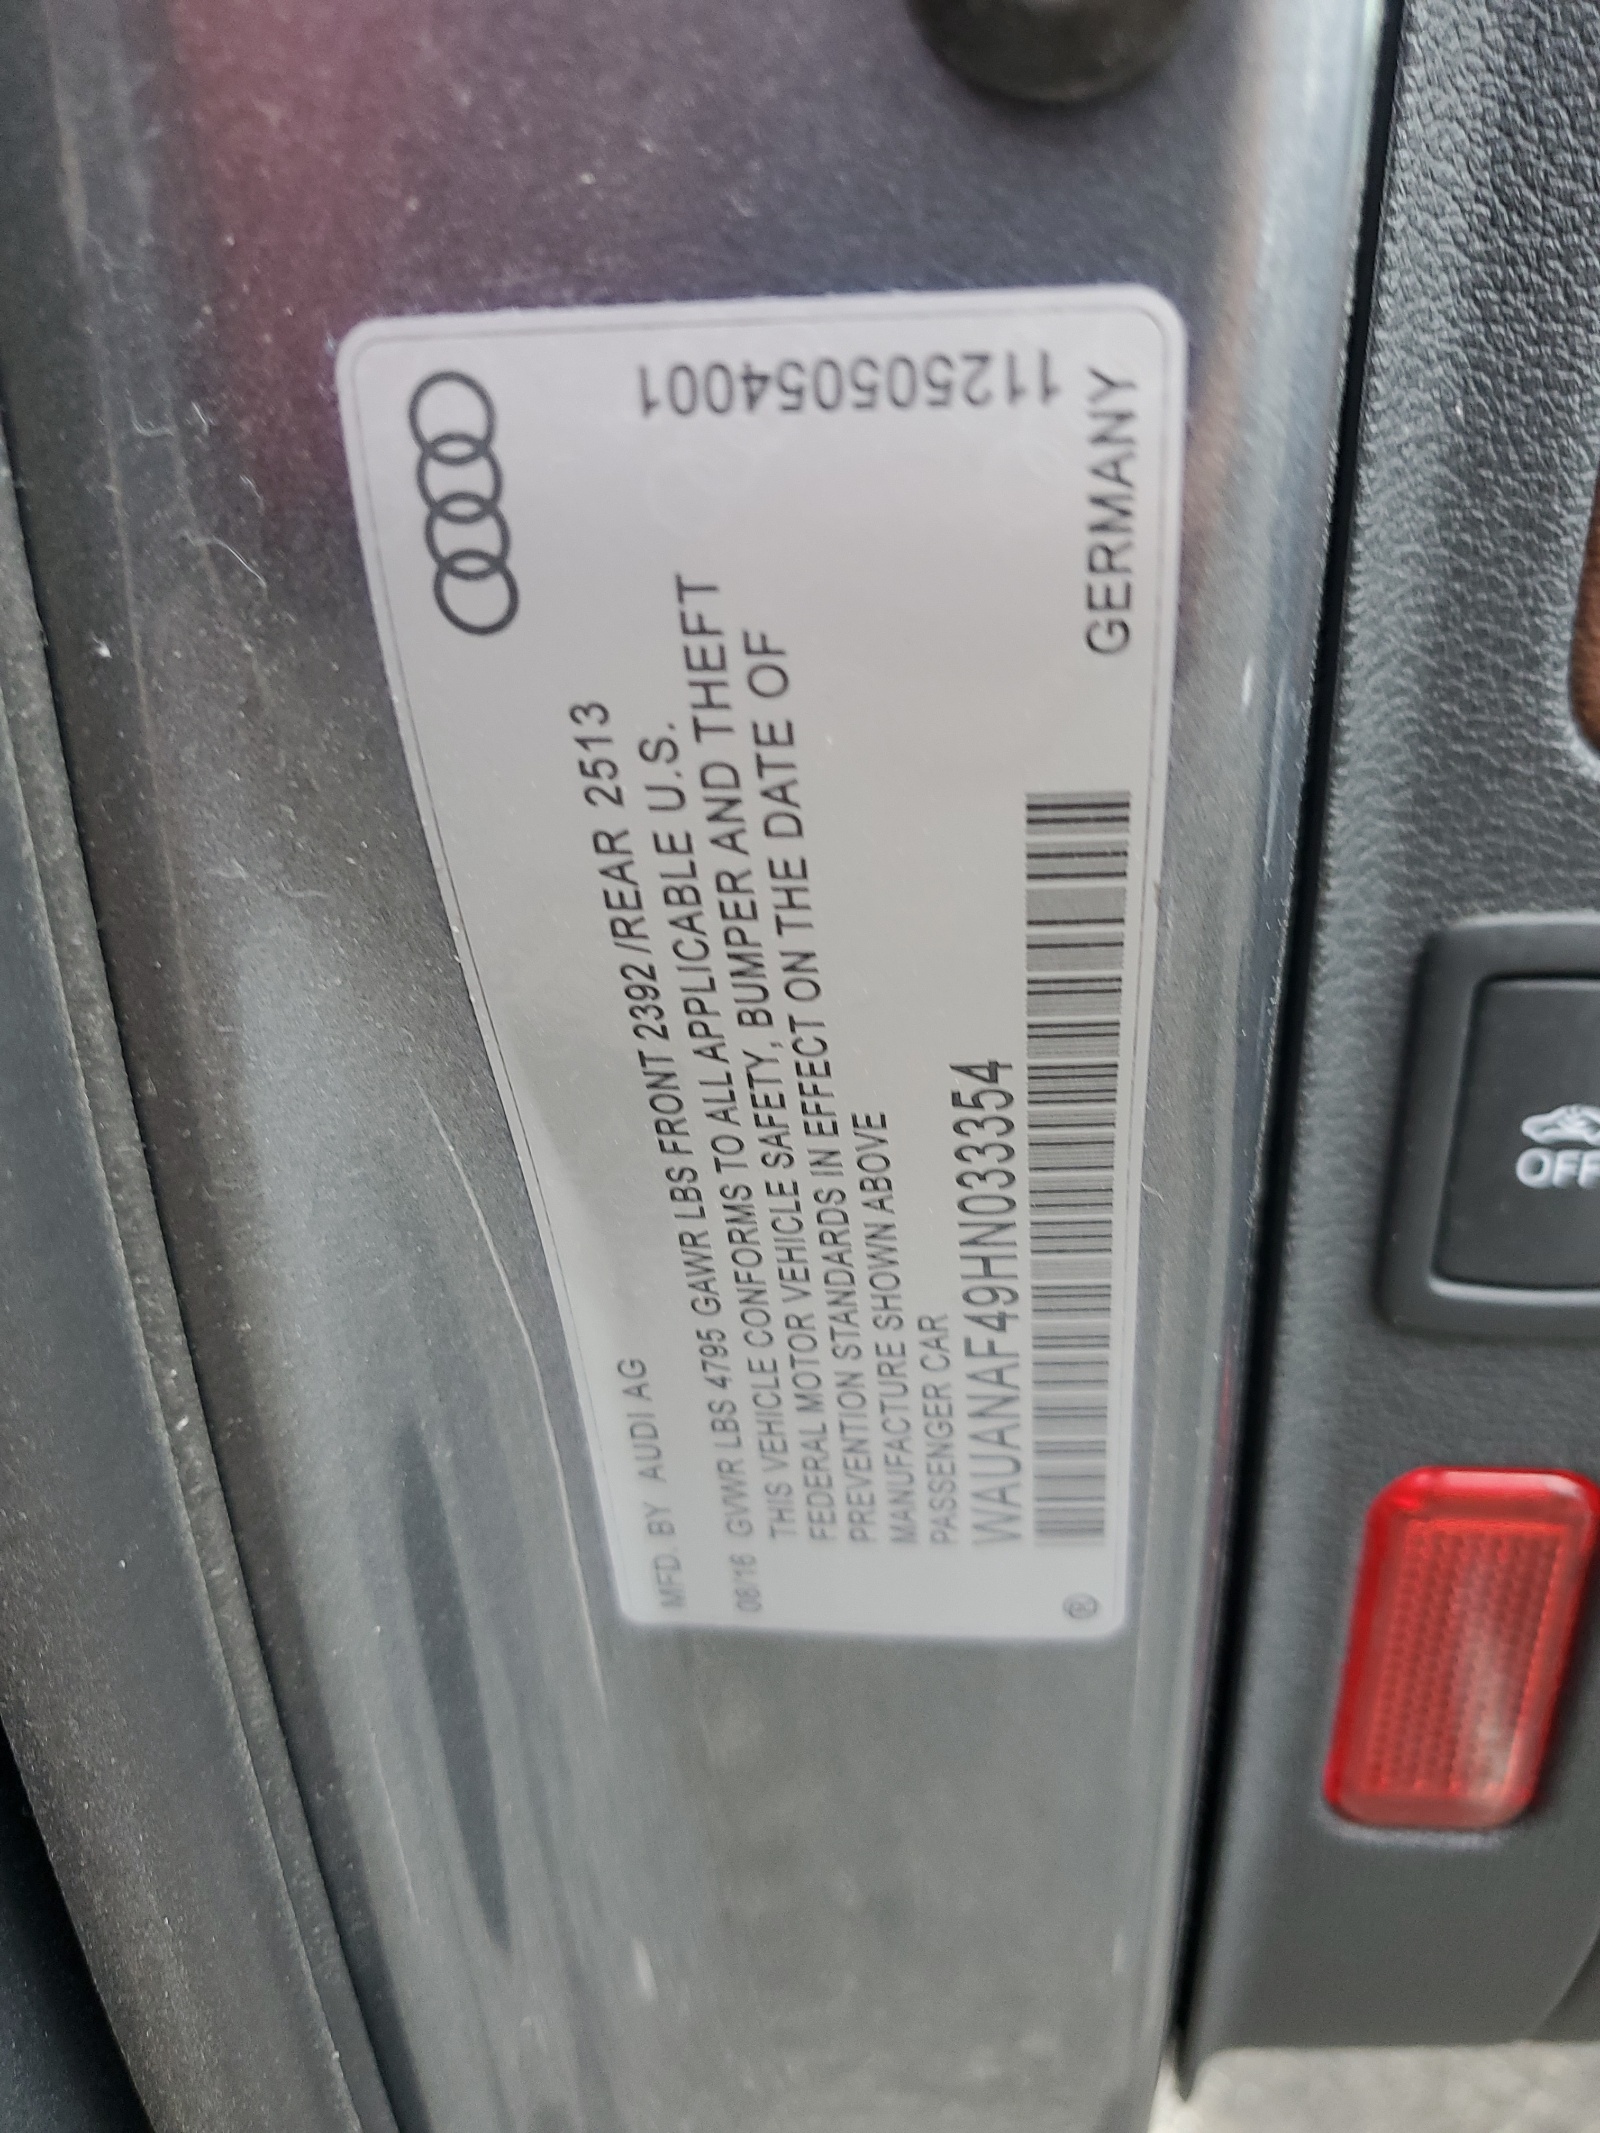 MFD. BY AUDI AG
08/16 GVWR LBS 4795 GAWR LBS FRONT 2392 /REAR 2513
THIS VEHICLE CONFORMS TO ALL APPLICABLE U.S.
FEDERAL MOTOR VEHICLE SAFETY, BUMPER AND THEFT
PREVENTION STANDARDS IN EFFECT ON THE DATE OF
MANUFACTURE SHOWN ABOVE
PASSENGER CAR
WAUANAF49HN033354
®
GERMANY
112505054001
OFF